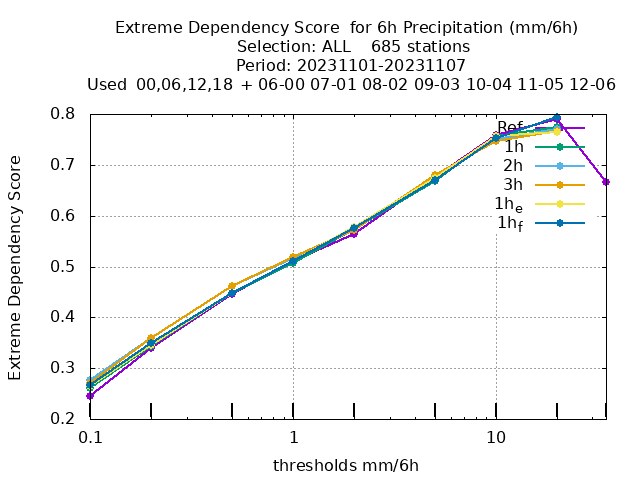 Extreme Dependency Score  for 6h Precipitation (mm/6h)
Selection: ALL    685 stations
Period: 20231101-20231107
Used  00,06,12,18  + 06-00 07-01 08-02 09-03 10-04 11-05 12-06
Extreme Dependency Score
0.8
0.7
0.6
0.5
0.4
0.3
0.2
Ref
1h
2h
3h
1he
1hf
0.1
1
10
thresholds mm/6h